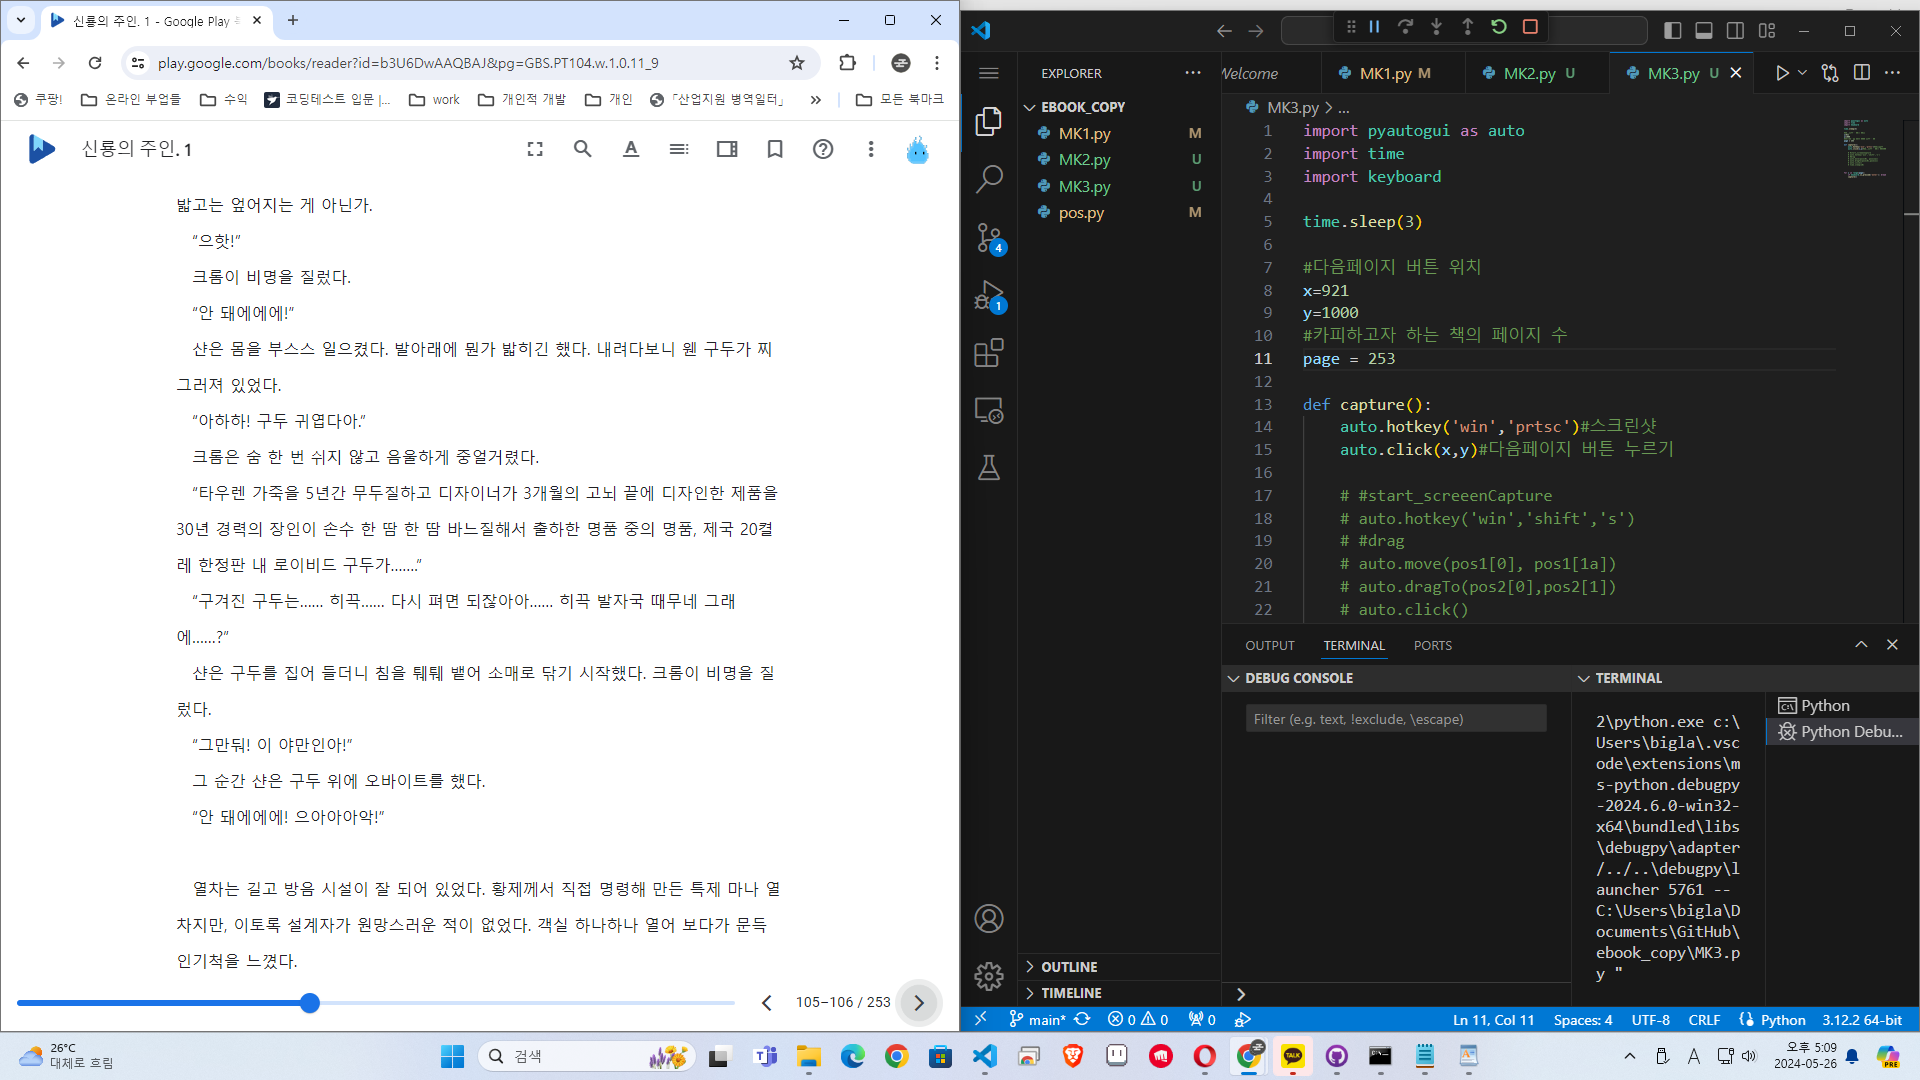 신룡의 주인. 1 - Google Play
play.google.com/books/reader?id=b3U6DwAAQBAJ&pg=GBS.PT104.w.1.0.11_9
쿠팡!
온라인 부업들
수익
코딩테스트 입문 |...
work
개인적 개발
개인
「산업지원 병역일터」
모든 북마크
신룡의 주인. 1
밟고는 엎어지는 게 아닌가.
“으핫!”
크롬이 비명을 질렀다.
“안 돼에에에!”
샨은 몸을 부스스 일으켰다. 발아래에 뭔가 밟히긴 했다. 내려다보니 웬 구두가 찌
그러져 있었다.
“아하하! 구두 귀엽다아.”
크롬은 숨 한 번 쉬지 않고 음울하게 중얼거렸다.
“타우렌 가죽을 5년간 무두질하고 디자이너가 3개월의 고뇌 끝에 디자인한 제품을
30년 경력의 장인이 손수 한 땀 한 땀 바느질해서 출하한 명품 중의 명품, 제국 20켤
레 한정판 내 로이비드 구두가.......”
“구겨진 구두는...... 히끅...... 다시 펴면 되잖아아...... 히끅 발자국 때무네 그래
에......?”
샨은 구두를 집어 들더니 침을 퉤퉤 뱉어 소매로 닦기 시작했다. 크롬이 비명을 질
렀다.
“그만둬! 이 야만인아!”
그 순간 샨은 구두 위에 오바이트를 했다.
“안 돼에에에! 으아아아악!”
열차는 길고 방음 시설이 잘 되어 있었다. 황제께서 직접 명령해 만든 특제 마나 열
차지만, 이토록 설계자가 원망스러운 적이 없었다. 객실 하나하나 열어 보다가 문득
인기척을 느꼈다.
105–106 / 253
EXPLORER
EBOOK_COPY
MK1.py M
MK2.py U
MK3.py U
pos.py M
4
1
OUTLINE
TIMELINE
Welcome
MK1.py M
MK2.py U
MK3.py U
MK3.py > ...
1 import pyautogui as auto
2 import time
3 import keyboard
4
5 time.sleep(3)
6
7 #다음페이지 버튼 위치
8 x=921
9 y=1000
10 #카피하고자 하는 책의 페이지 수
11 page = 253
12
13 def capture():
14 auto.hotkey('win','prtsc')#스크린샷
15 auto.click(x,y)#다음페이지 버튼 누르기
16
17 # #start_screeenCapture
18 # auto.hotkey('win','shift','s')
19 # #drag
20 # auto.move(pos1[0], pos1[1a])
21 # auto.dragTo(pos2[0],pos2[1])
22 # auto.click()
OUTPUT TERMINAL PORTS
DEBUG CONSOLE
Filter (e.g. text, !exclude, \escape)
TERMINAL
2\python.exe c:\
Users\bigla\.vsc
ode\extensions\m
s-python.debugpy
-2024.6.0-win32-
x64\bundled\libs
\debugpy\adapter
/../..\debugpy\l
auncher 5761 --
C:\Users\bigla\D
ocuments\GitHub\
ebook_copy\MK3.p
y "
Python
Python Debu...
main* 0 0 0
Ln 11, Col 11 Spaces: 4 UTF-8 CRLF Python 3.12.2 64-bit
26°C
대체로 흐림
검색
TALK
A
오후 5:09
2024-05-26
PRE